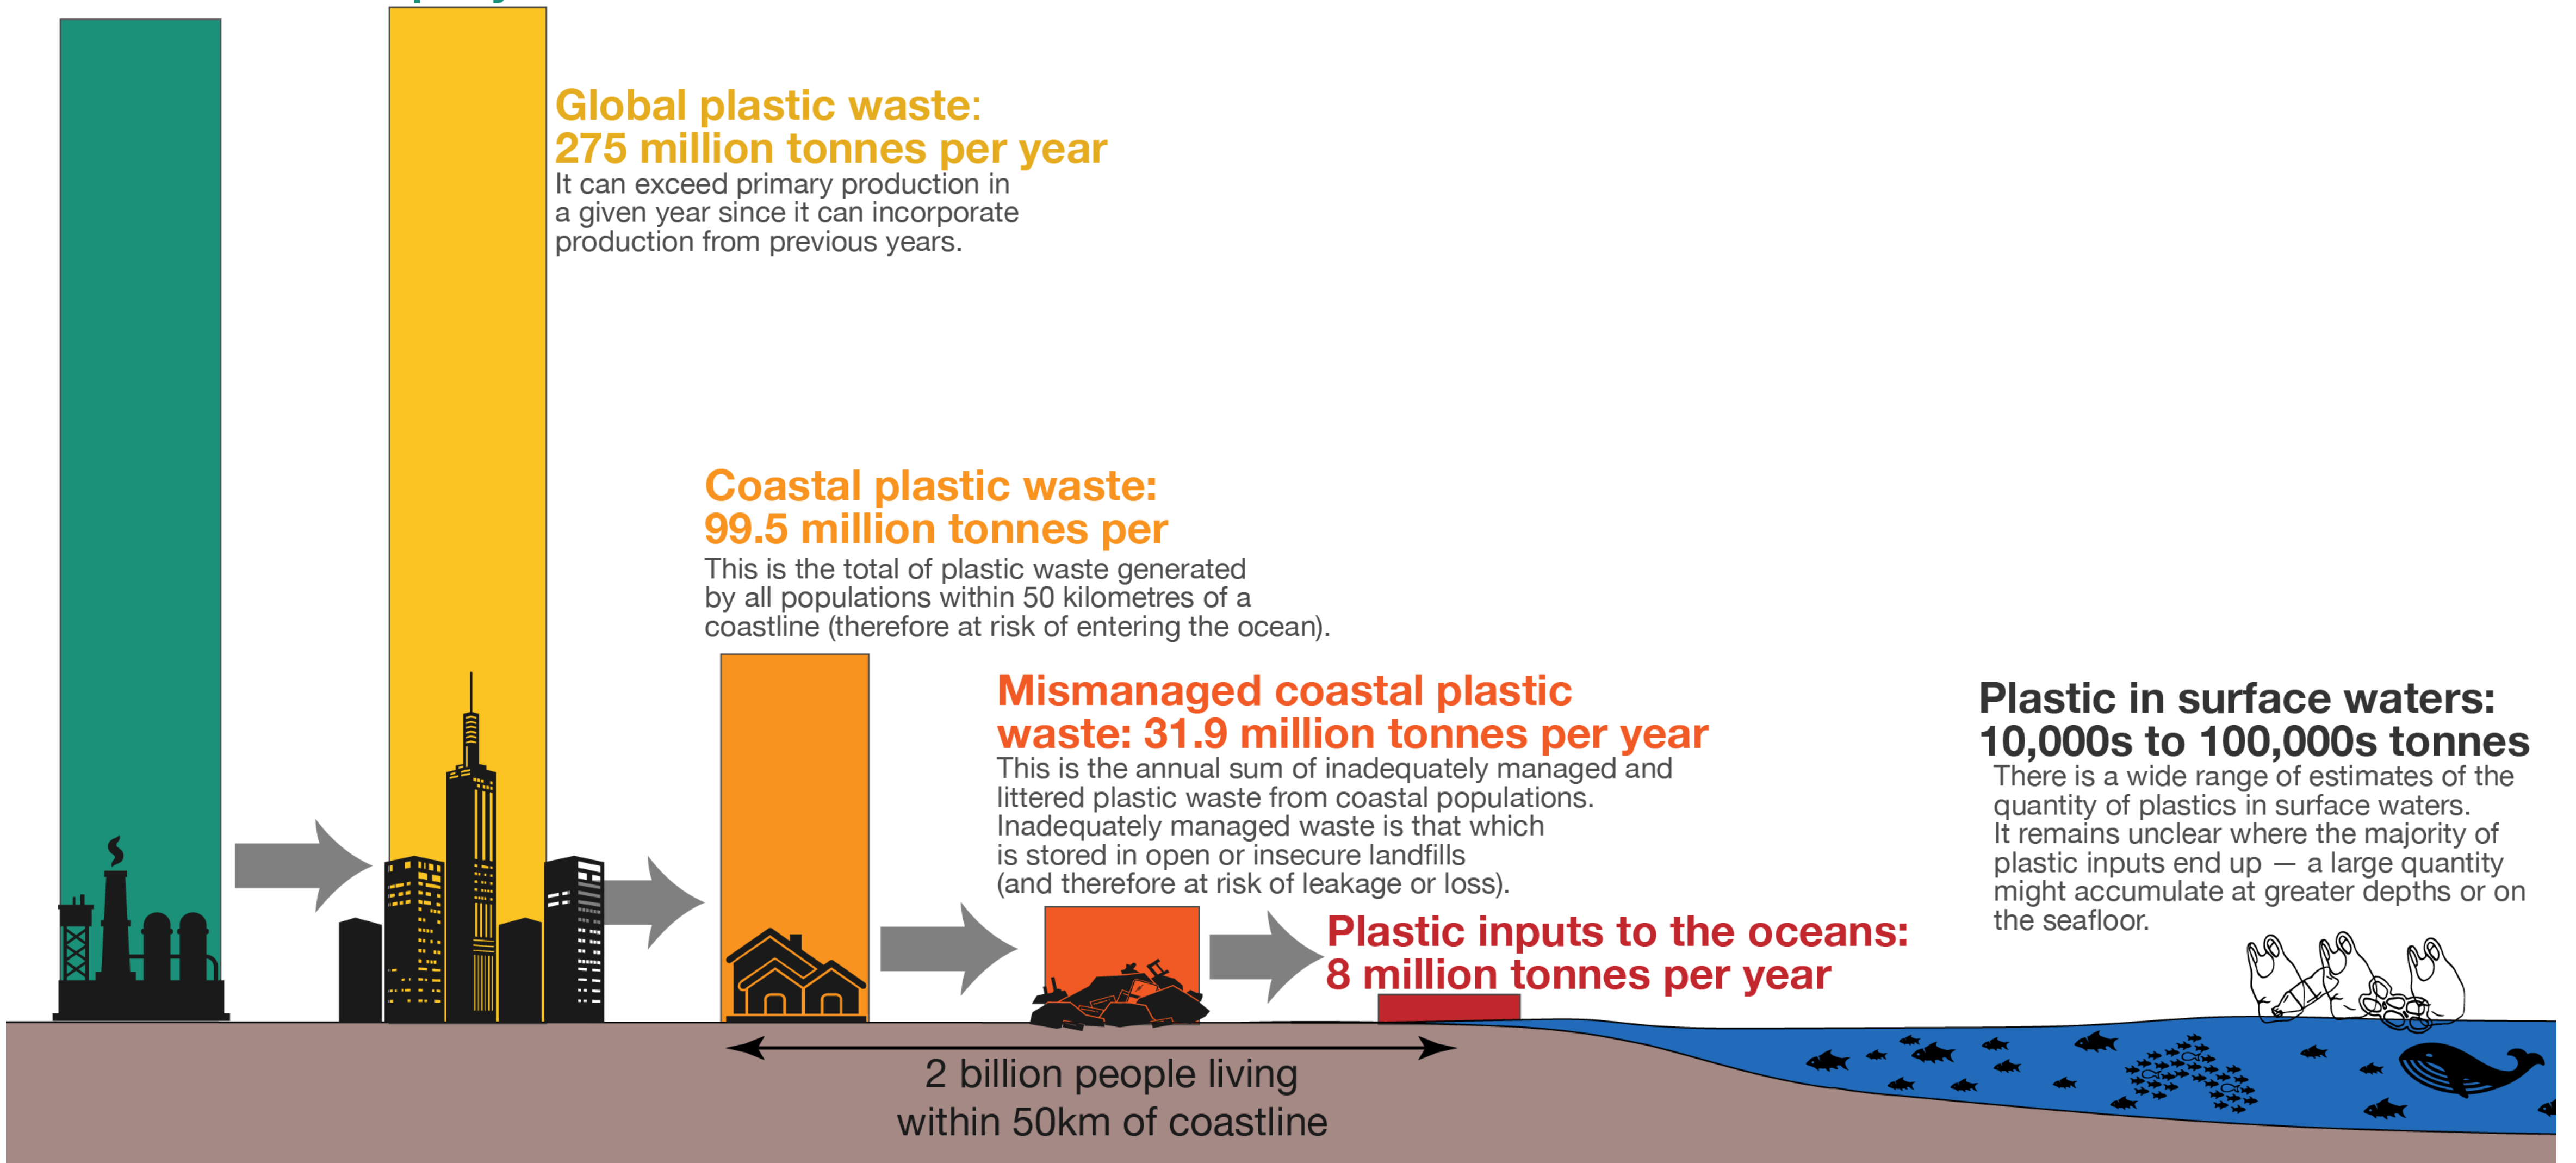 Global plastic waste:
275 million tonnes per year
It can exceed primary production in
a given year since it can incorporate
production from previous years.
Coastal plastic waste:
99.5 million tonnes per
This is the total of plastic waste generated
by all populations within 50 kilometres of a
coastline (therefore at risk of entering the ocean).
Mismanaged coastal plastic
waste: 31.9 million tonnes per year
This is the annual sum of inadequately managed and
littered plastic waste from coastal populations.
Inadequately managed waste is that which
is stored in open or insecure landfills
(and therefore at risk of leakage or loss).
Plastic inputs to the oceans:
8 million tonnes per year
Plastic in surface waters:
10,000s to 100,000s tonnes
There is a wide range of estimates of the
quantity of plastics in surface waters.
It remains unclear where the majority of
plastic inputs end up — a large quantity
might accumulate at greater depths or on
the seafloor.
2 billion people living
within 50km of coastline